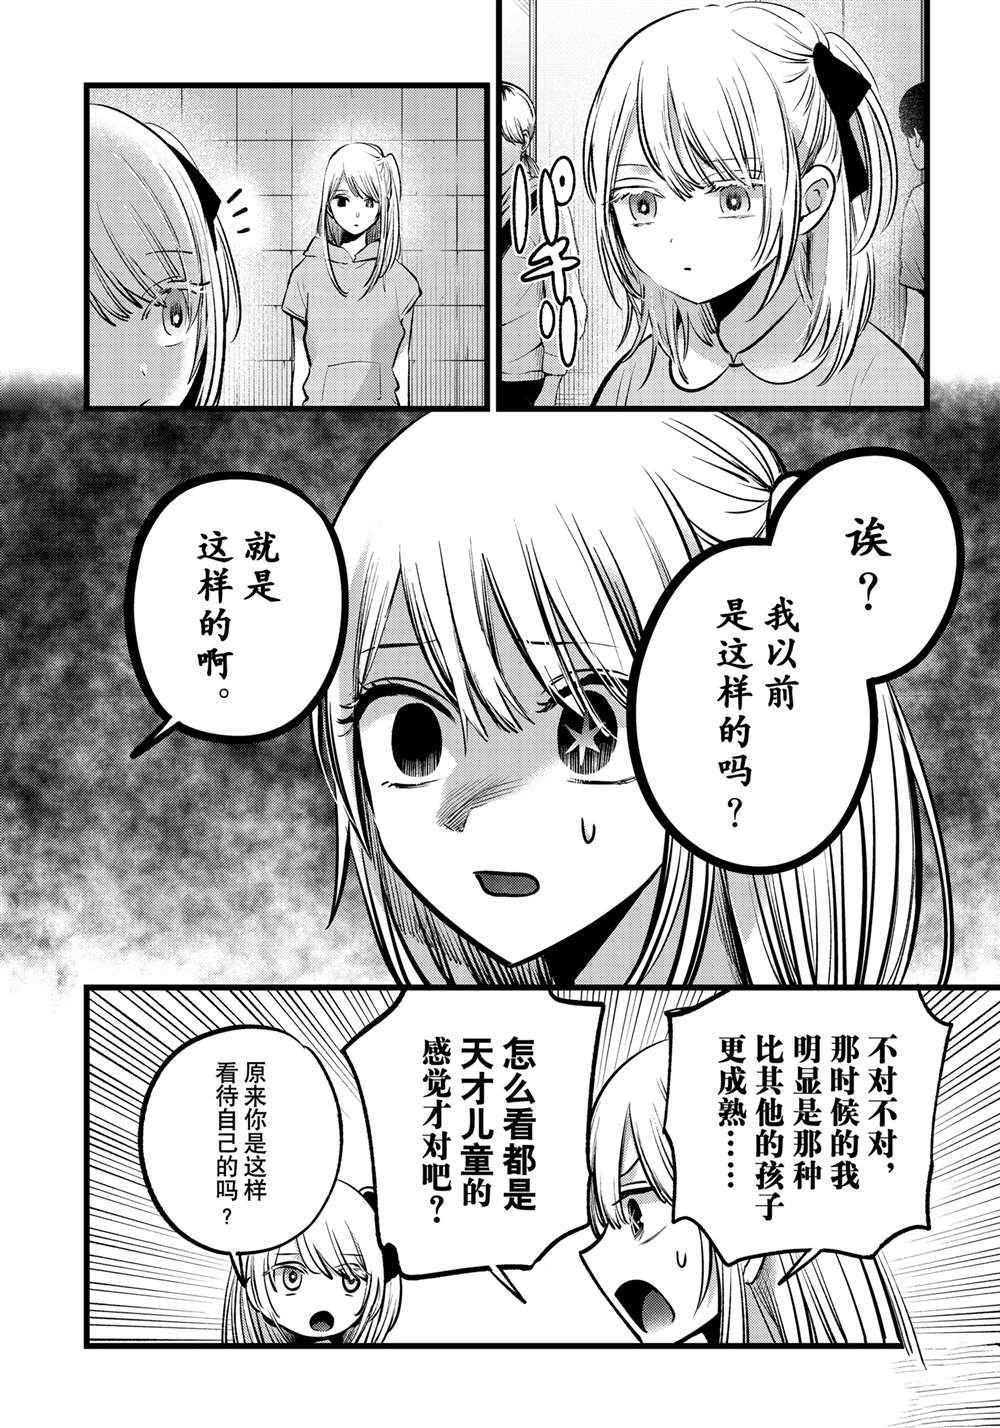 パキ
诶？
我以前
是这样的吗？
就是
这样的啊。
不对不对，
那时候的我
明显是那种
比其他的孩子
更成熟……
怎么看都是
天才儿童的
感觉才对吧？
原来你是这样
看待自己的吗？